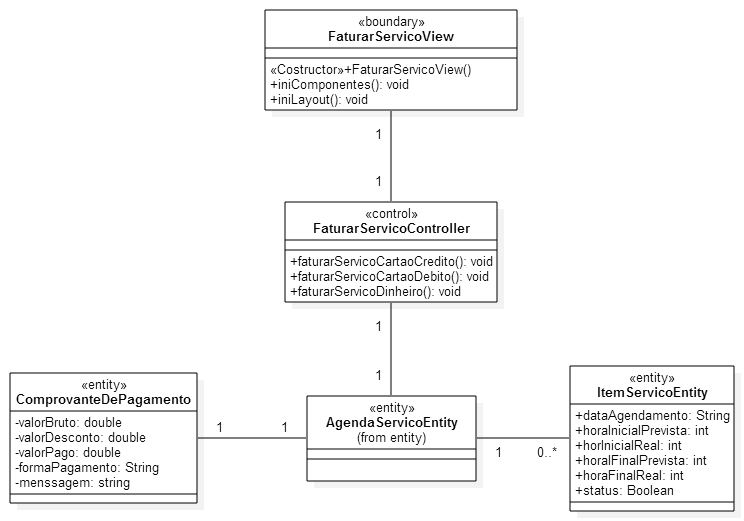 «boundary»
FaturarServicoView
«Costructor»+FaturarServicoView()
+iniComponentes(): void
+iniLayout(): void
1
1
«control»
FaturarServicoController
+faturarServicoCartaoCredito(): void
+faturarServicoCartaoDebito(): void
+faturarServicoDinheiro(): void
1
1
«entity»
ComprovanteDePagamento
-valorBruto: double
-valorDesconto: double
-valorPago: double
-formaPagamento: String
-menssagem: string
1
1
«entity»
AgendaServicoEntity
(from entity)
1
0..*
«entity»
ItemServicoEntity
+dataAgendamento: String
+horaInicialPrevista: int
+horInicialReal: int
+horalFinalPrevista: int
+horaFinalReal: int
+status: Boolean